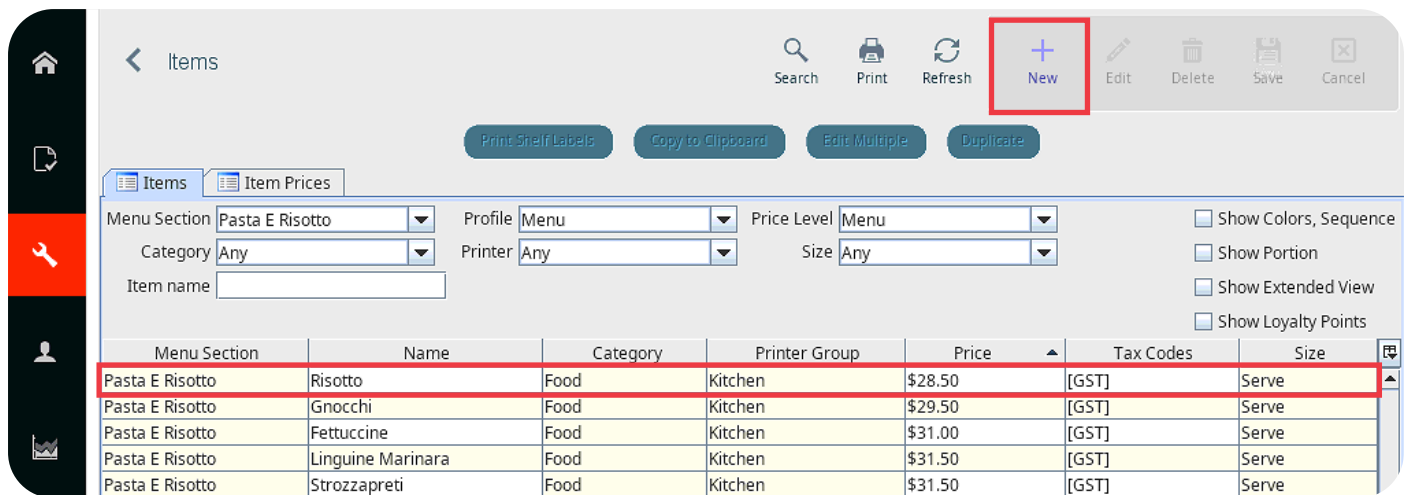 Items
Search Print Refresh New Edit Delete Save Cancel
Print Shelf Labels Copy to Clipboard Edit Multiple Duplicate
Items Item Prices
Menu Section Pasta E Risotto Profile Menu Price Level Menu Show Colors, Sequence
Category Any Printer Any Size Any Show Portion
Item name Show Extended View
Show Loyalty Points
Menu Section Name Category Printer Group Price Tax Codes Size
Pasta E Risotto Risotto Food Kitchen $28.50 [GST] Serve
Pasta E Risotto Gnocchi Food Kitchen $29.50 [GST] Serve
Pasta E Risotto Fettuccine Food Kitchen $31.00 [GST] Serve
Pasta E Risotto Linguine Marinara Food Kitchen $31.50 [GST] Serve
Pasta E Risotto Strozzapreti Food Kitchen $31.50 [GST] Serve